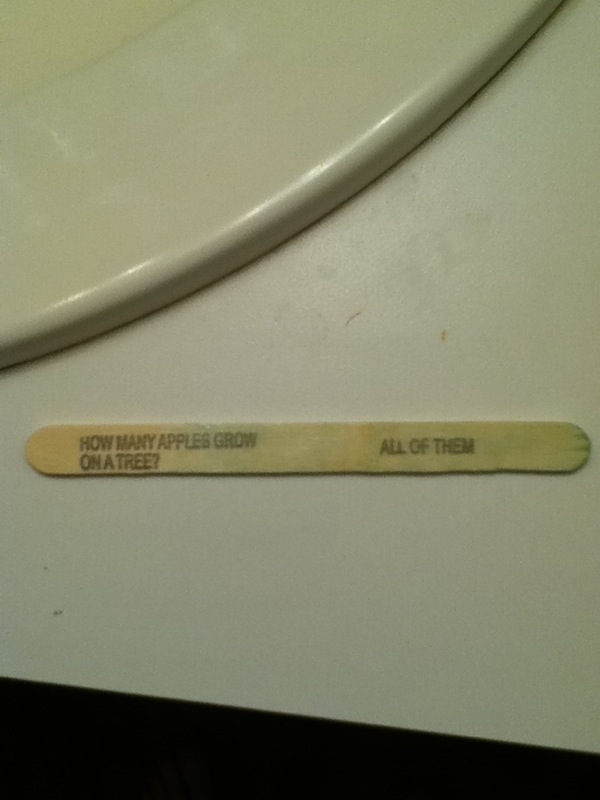 HOW MANY APPLES GROW
ON A TREE?
ALL OF THEM